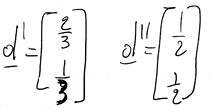 d' = [2/3 1/3] d'' = [1/2 1/2]